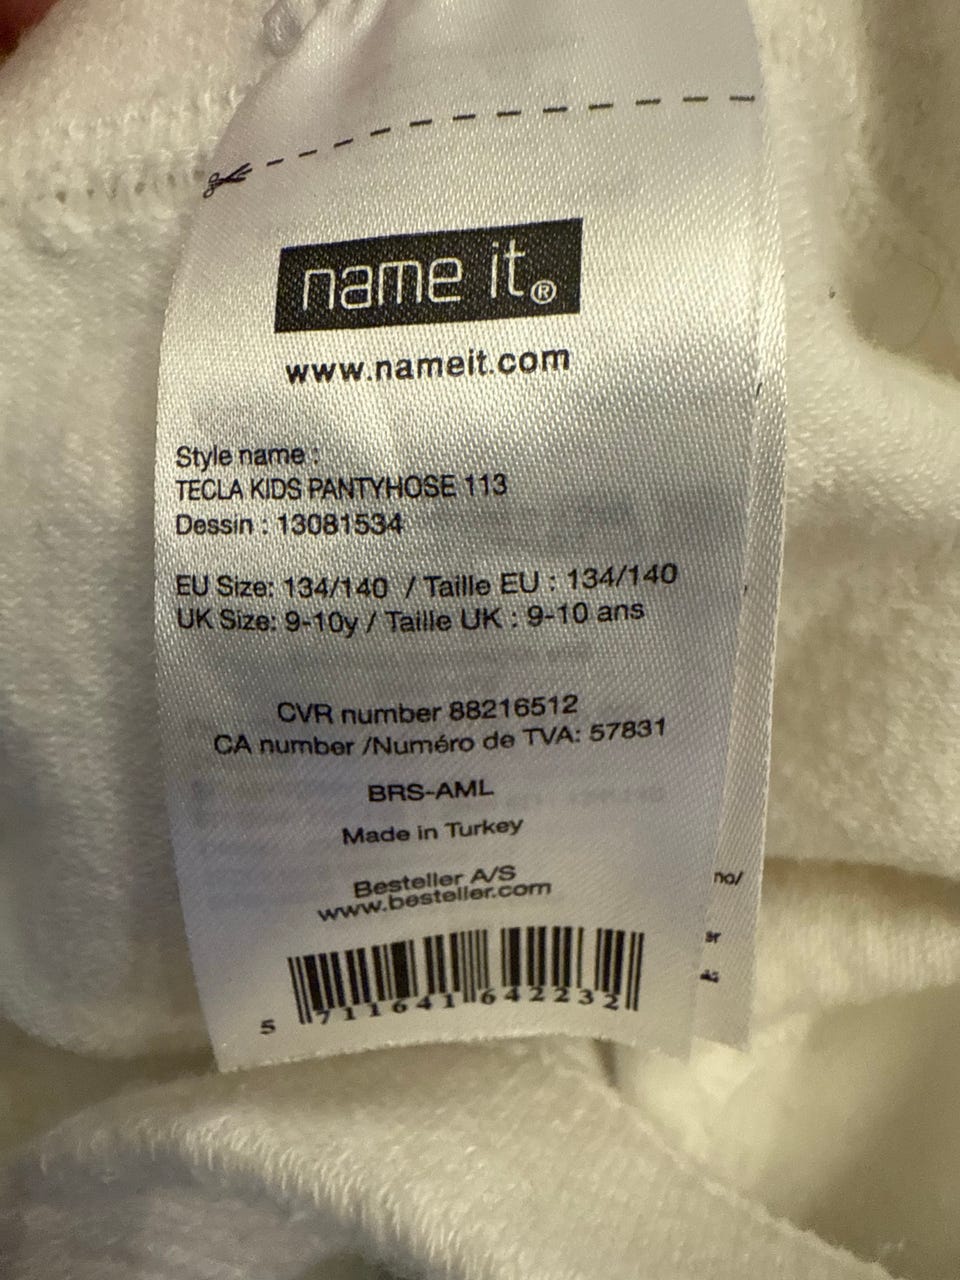 name it®
www.nameit.com
Style name :
TECLA KIDS PANTYHOSE 113
Dessin : 13081534
EU Size: 134/140 / Taille EU : 134/140
UK Size: 9-10y / Taille UK : 9-10 ans
CVR number 88216512
CA number /Numéro de TVA: 57831
BRS-AML
Made in Turkey
Besteller A/S
www.besteller.com
5 711641 642232
no/